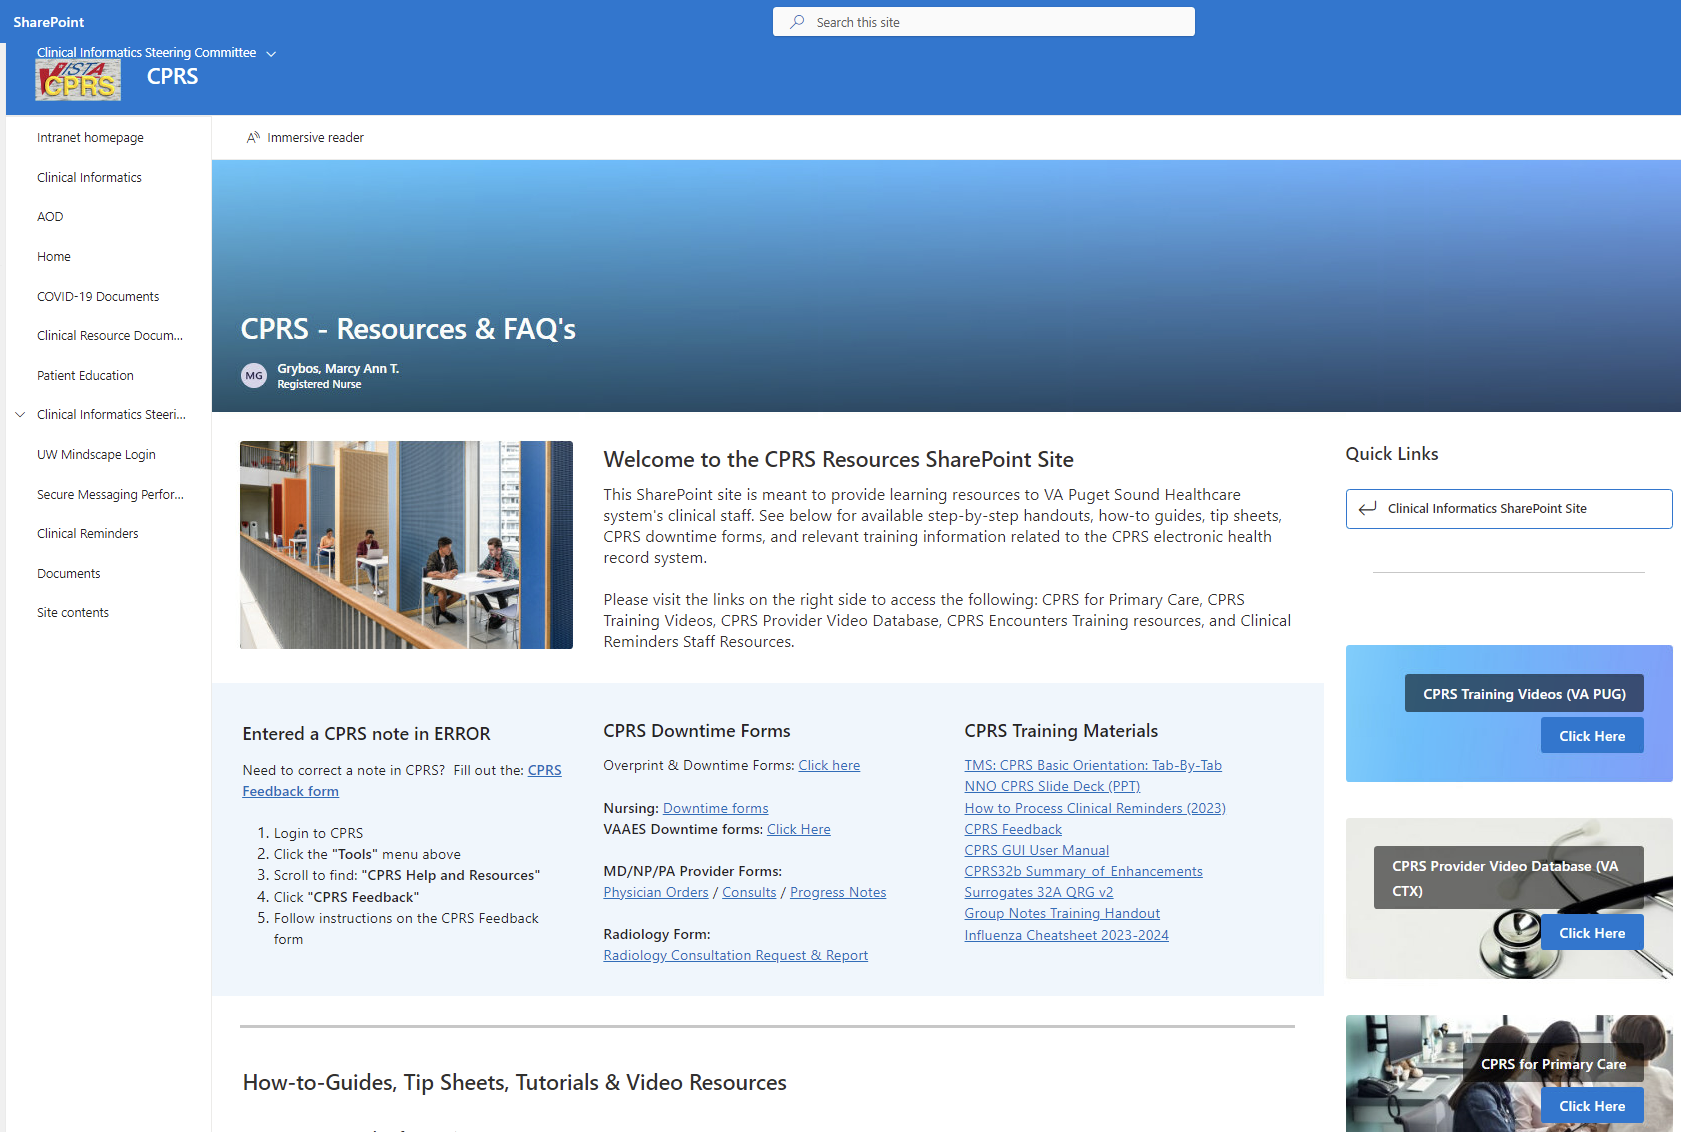 SharePoint
Search this site
Clinical Informatics Steering Committee
VISTA
CPRS
CPRS
Intranet homepage
Clinical Informatics
AOD
Home
COVID-19 Documents
Clinical Resource Docum...
Patient Education
Clinical Informatics Steeri...
UW Mindscape Login
Secure Messaging Perfor...
Clinical Reminders
Documents
Site contents
Immersive reader
CPRS - Resources & FAQ's
MG
Grybos, Marcy Ann T.
Registered Nurse
Welcome to the CPRS Resources SharePoint Site
This SharePoint site is meant to provide learning resources to VA Puget Sound Healthcare
system's clinical staff. See below for available step-by-step handouts, how-to guides, tip sheets,
CPRS downtime forms, and relevant training information related to the CPRS electronic health
record system.
Please visit the links on the right side to access the following: CPRS for Primary Care, CPRS
Training Videos, CPRS Provider Video Database, CPRS Encounters Training resources, and Clinical
Reminders Staff Resources.
Entered a CPRS note in ERROR
Need to correct a note in CPRS? Fill out the: CPRS
Feedback form
1. Login to CPRS
2. Click the "Tools" menu above
3. Scroll to find: "CPRS Help and Resources"
4. Click "CPRS Feedback"
5. Follow instructions on the CPRS Feedback
form
CPRS Downtime Forms
Overprint & Downtime Forms: Click here
Nursing: Downtime forms
VAAES Downtime forms: Click Here
MD/NP/PA Provider Forms:
Physician Orders / Consults / Progress Notes
Radiology Form:
Radiology Consultation Request & Report
CPRS Training Materials
TMS: CPRS Basic Orientation: Tab-By-Tab
NNO CPRS Slide Deck (PPT)
How to Process Clinical Reminders (2023)
CPRS Feedback
CPRS GUI User Manual
CPRS32b Summary_of_Enhancements
Surrogates 32A QRG v2
Group Notes Training Handout
Influenza Cheatsheet 2023-2024
How-to-Guides, Tip Sheets, Tutorials & Video Resources
Quick Links
Clinical Informatics SharePoint Site
CPRS Training Videos (VA PUG)
Click Here
CPRS Provider Video Database (VA
CTX)
Click Here
CPRS for Primary Care
Click Here